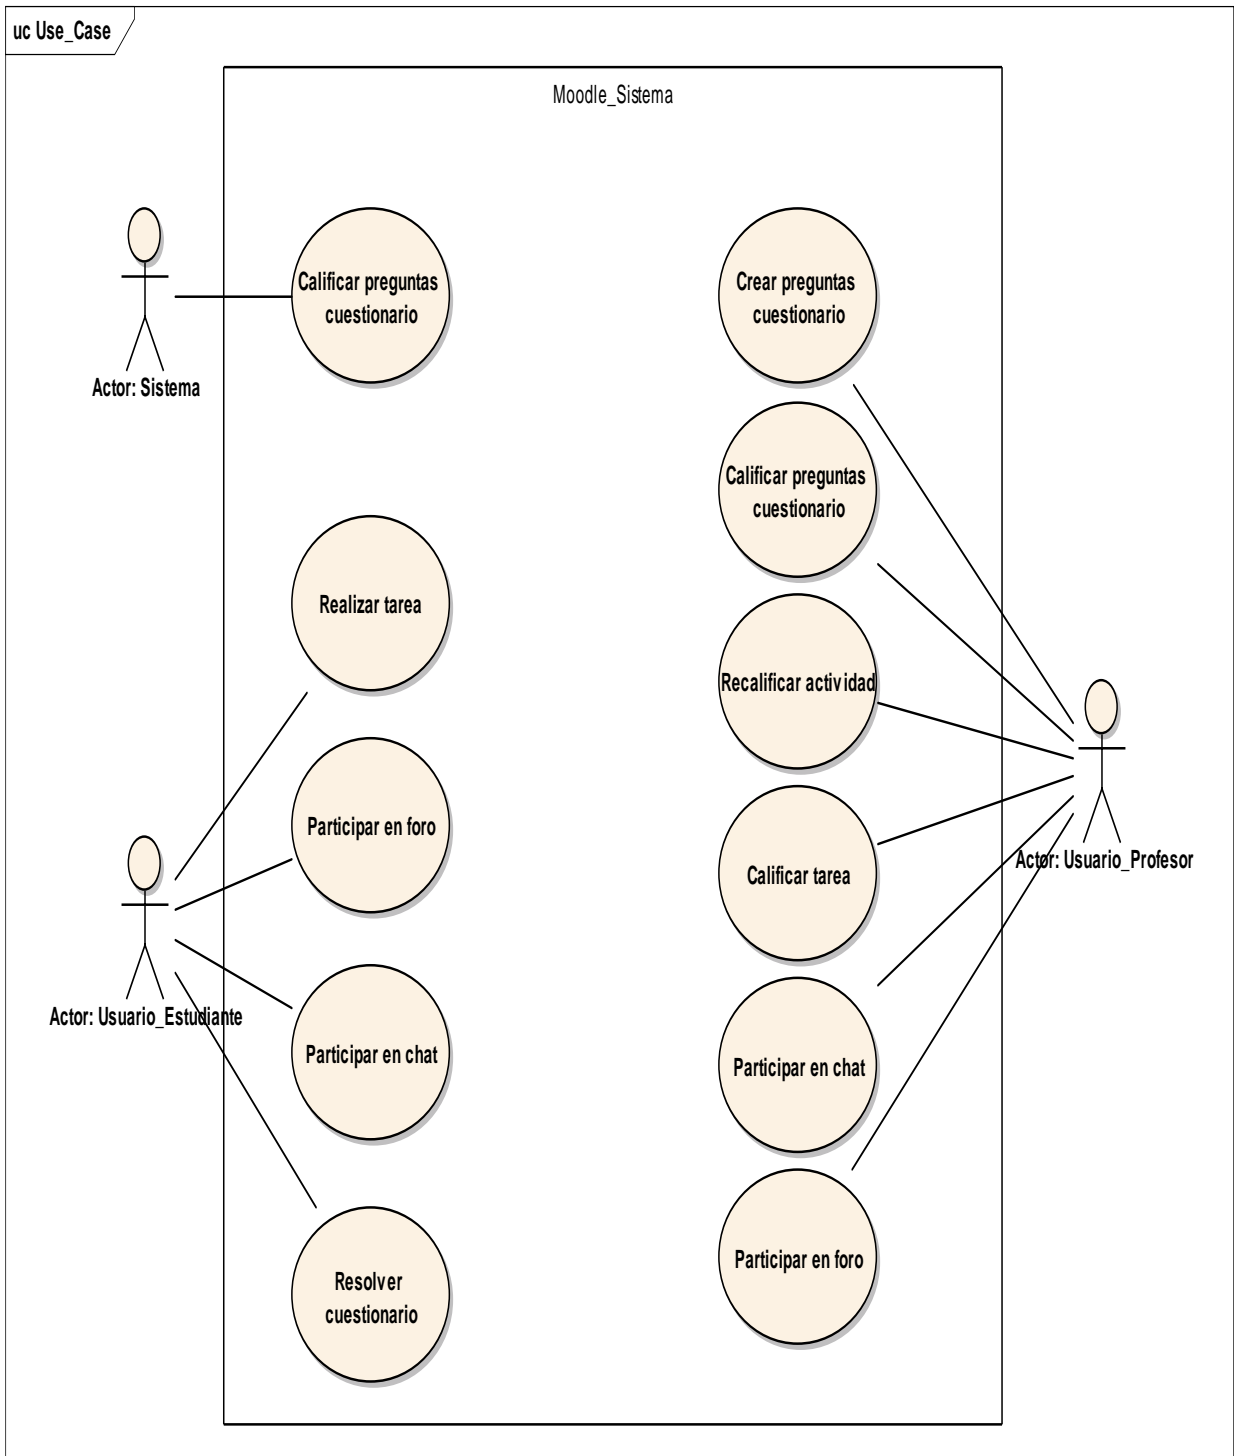 uc Use_Case
Moodle_Sistema
Calificar preguntas
cuestionario
Actor: Sistema
Realizar tarea
Participar en foro
Actor: Usuario_Estudiante
Participar en chat
Resolver
cuestionario
Crear preguntas
cuestionario
Calificar preguntas
cuestionario
Recalificar actividad
Calificar tarea
Actor: Usuario_Profesor
Participar en chat
Participar en foro